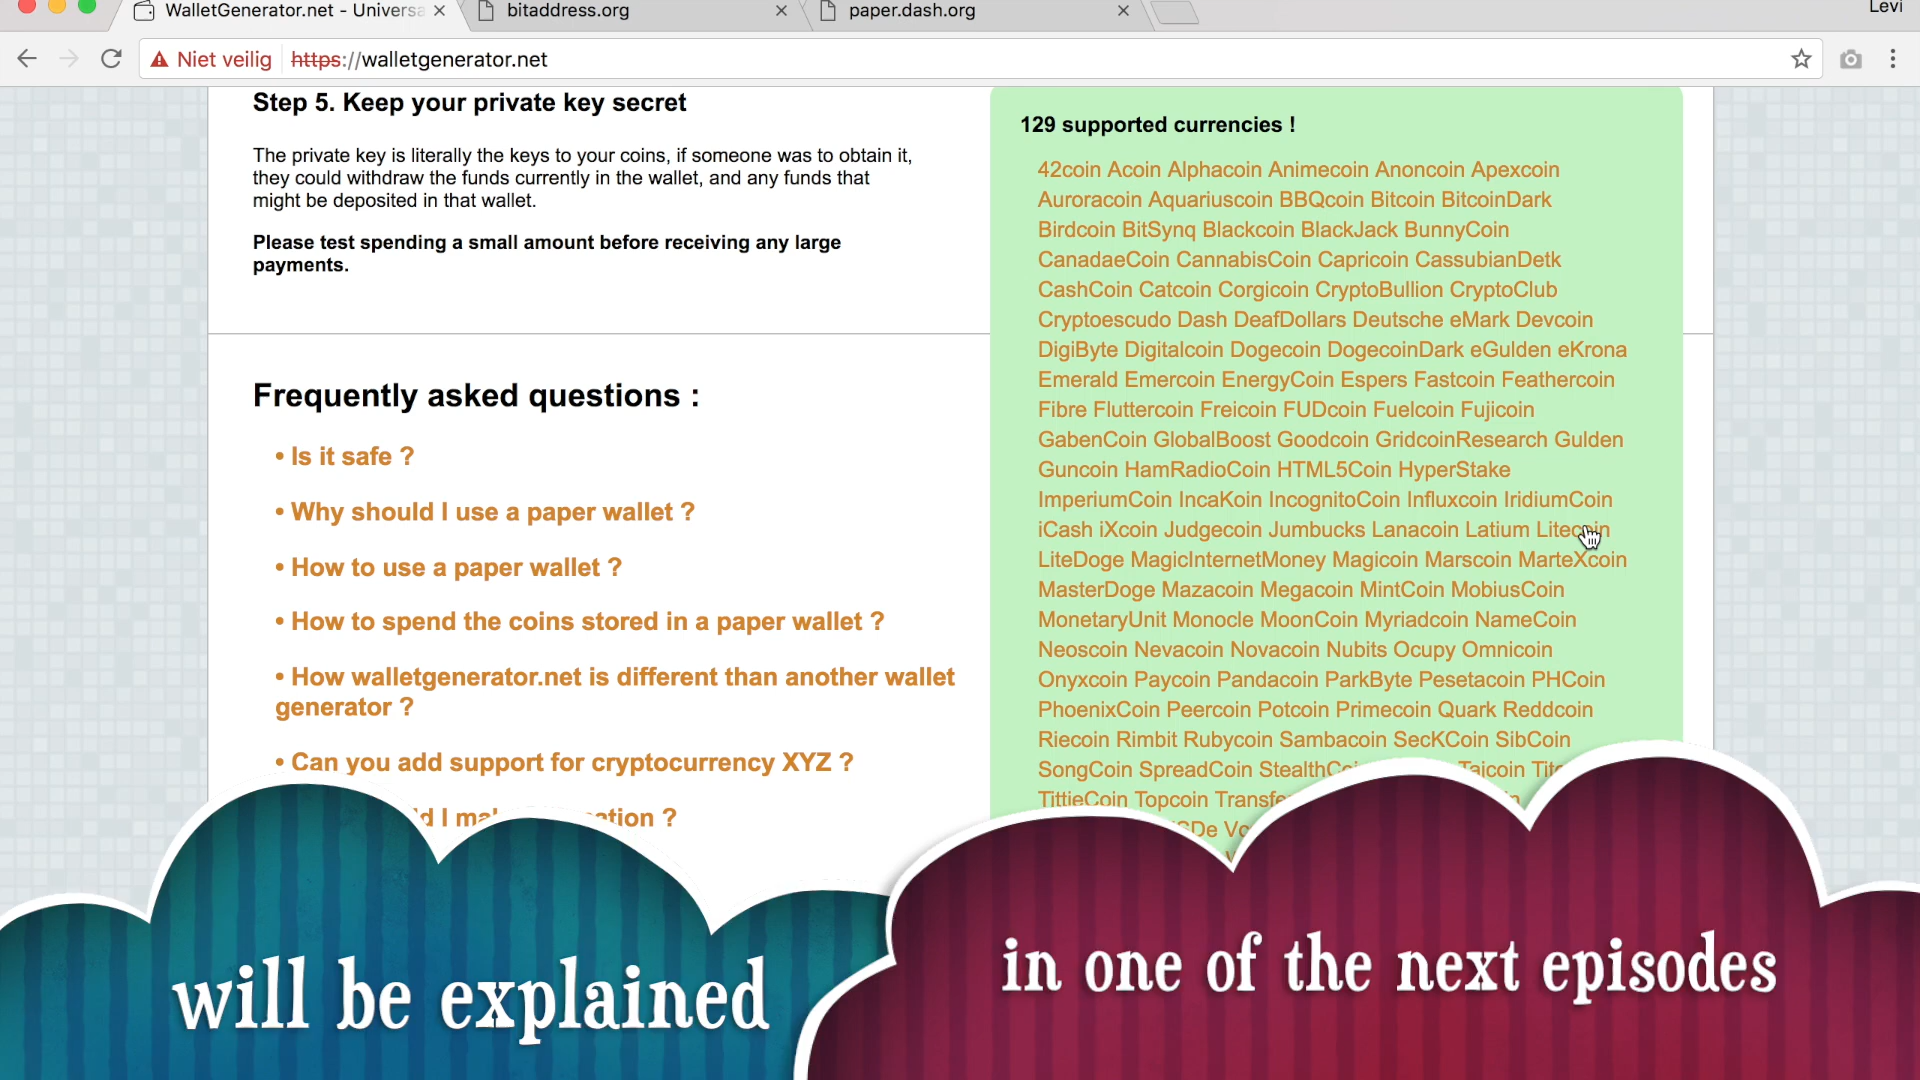 WalletGenerator.net - Universa
bitaddress.org
paper.dash.org
Levi
Niet veilig
https://walletgenerator.net
Step 5. Keep your private key secret
The private key is literally the keys to your coins, if someone was to obtain it,
they could withdraw the funds currently in the wallet, and any funds that
might be deposited in that wallet.
Please test spending a small amount before receiving any large
payments.
Frequently asked questions :
• Is it safe ?
• Why should I use a paper wallet ?
• How to use a paper wallet ?
• How to spend the coins stored in a paper wallet ?
• How walletgenerator.net is different than another wallet
generator ?
• Can you add support for cryptocurrency XYZ ?
129 supported currencies !
42coin Acoin Alphacoin Animecoin Anoncoin Apexcoin
Auroracoin Aquariuscoin BBQcoin Bitcoin BitcoinDark
Birdcoin BitSynq Blackcoin BlackJack BunnyCoin
CanadaeCoin CannabisCoin Capricoin CassubianDetk
CashCoin Catcoin Corgicoin CryptoBullion CryptoClub
Cryptoescudo Dash DeafDollars Deutsche eMark Devcoin
DigiByte Digitalcoin Dogecoin DogecoinDark eGulden eKrona
Emerald Emercoin EnergyCoin Espers Fastcoin Feathercoin
Fibre Fluttercoin Freicoin FUDcoin Fuelcoin Fujicoin
GabenCoin GlobalBoost Goodcoin GridcoinResearch Gulden
Guncoin HamRadioCoin HTML5Coin HyperStake
ImperiumCoin IncaKoin IncognitoCoin Influxcoin IridiumCoin
iCash iXcoin Judgecoin Jumbucks Lanacoin Latium Litecoin
LiteDoge MagicInternetMoney Magicoin Marscoin MarteXcoin
MasterDoge Mazacoin Megacoin MintCoin MobiusCoin
MonetaryUnit Monocle MoonCoin Myriadcoin NameCoin
Neoscoin Nevacoin Novacoin Nubits Ocupy Omnicoin
Onyxcoin Paycoin Pandacoin ParkByte Pesetacoin PHCoin
PhoenixCoin Peercoin Potcoin Primecoin Quark Reddcoin
Riecoin Rimbit Rubycoin Sambacoin SecKCoin SibCoin
SongCoin SpreadCoin Taicoin
TittieCoin Topcoin
will be explained
in one of the next episodes